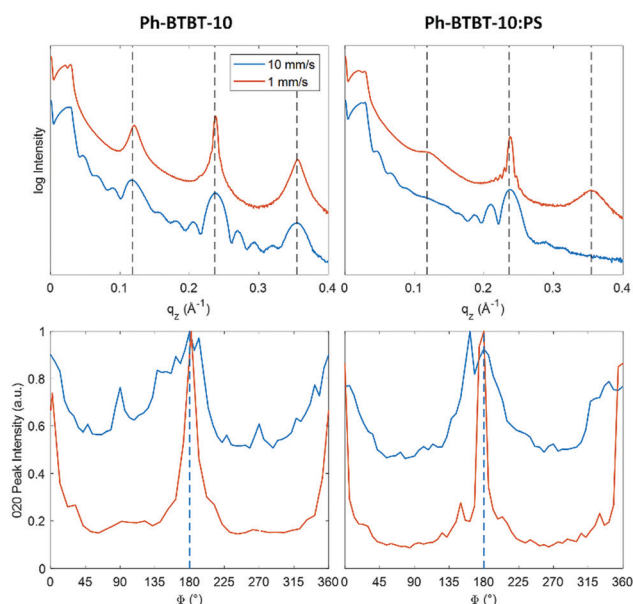 Ph-BTBT-10
Ph-BTBT-10:PS
10 mm/s
1 mm/s
log Intensity
0 0.1 0.2 0.3 0.4
0 0.1 0.2 0.3 0.4
q_z (Å⁻¹)
q_z (Å⁻¹)
020 Peak Intensity (a.u.)
1
0.8
0.6
0.4
0.2
0
0 45 90 135 180 225 270 315 360
0 45 90 135 180 225 270 315 360
Φ (°)
Φ (°)